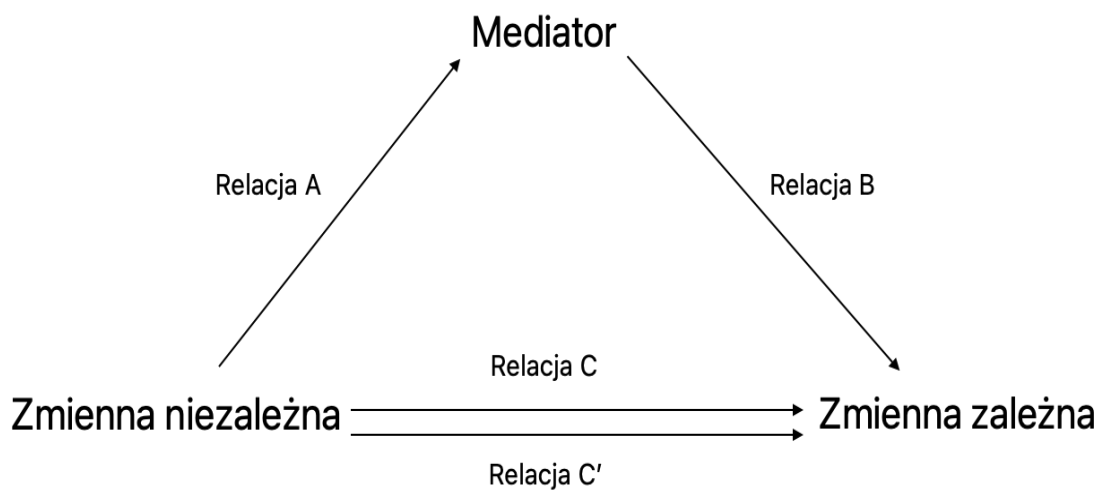 Mediator
Relacja A
Relacja B
Relacja C
Zmienna niezależna
Zmienna zależna
Relacja C′